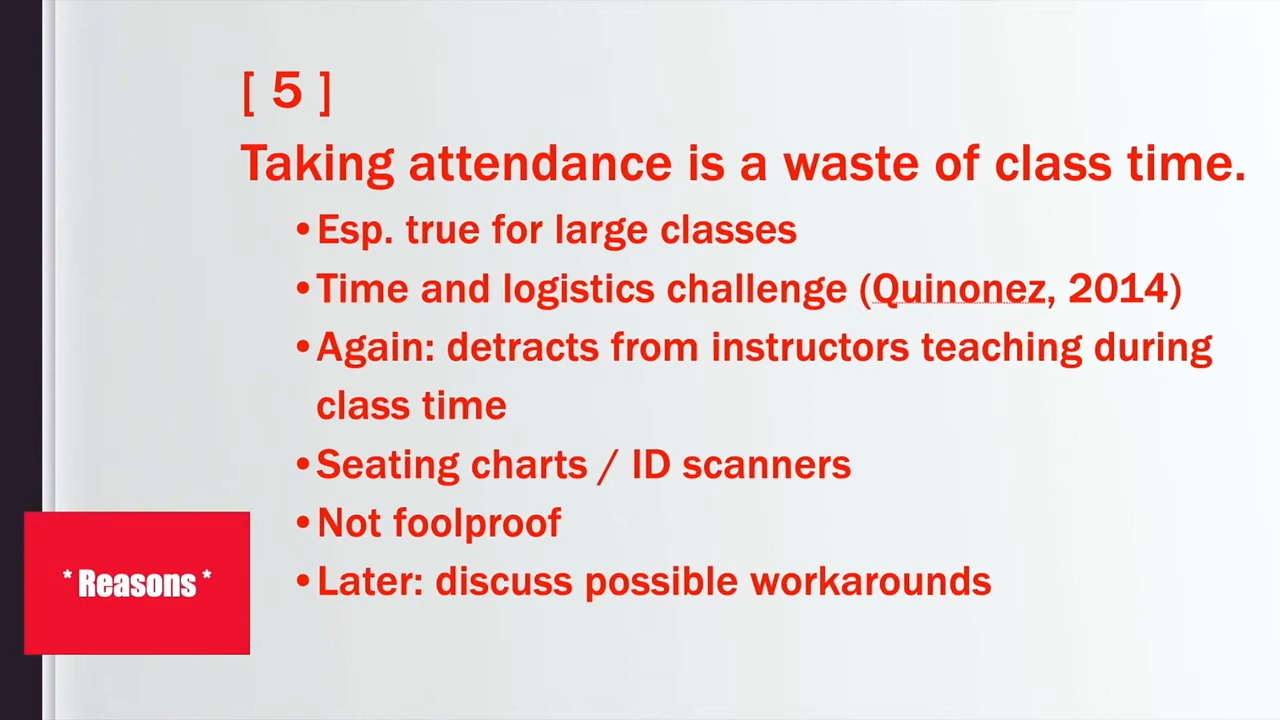 [ 5 ]
Taking attendance is a waste of class time.
•Esp. true for large classes
•Time and logistics challenge (Quinonez, 2014)
•Again: detracts from instructors teaching during
class time
•Seating charts / ID scanners
•Not foolproof
•Later: discuss possible workarounds
* Reasons *